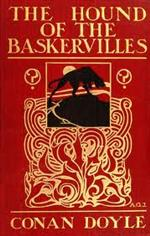 THE HOUND
OF THE
BASKERVILLES
? ?
A.G.J.
CONAN DOYLE